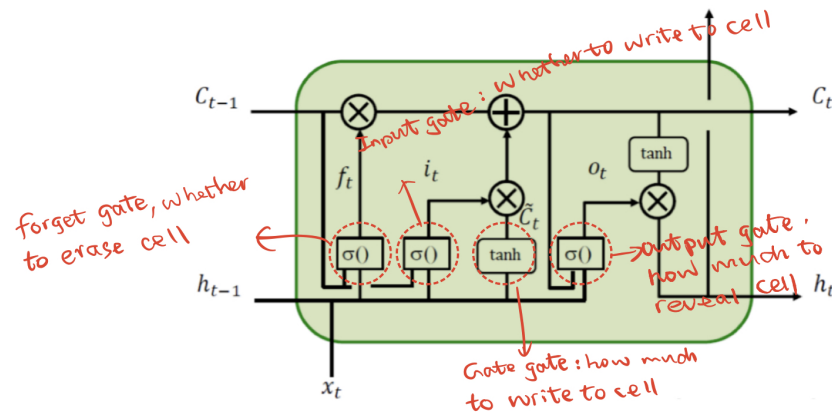 Input gate: Whether to write to cell
C_{t-1}
C_t
tanh
f_t
i_t
o_t
C̃_t
forget gate, whether
to erase cell
σ()
σ()
tanh
σ()
output gate.
how much to
reveal cell
h_{t-1}
h_t
Gate gate: how much
to write to cell
x_t